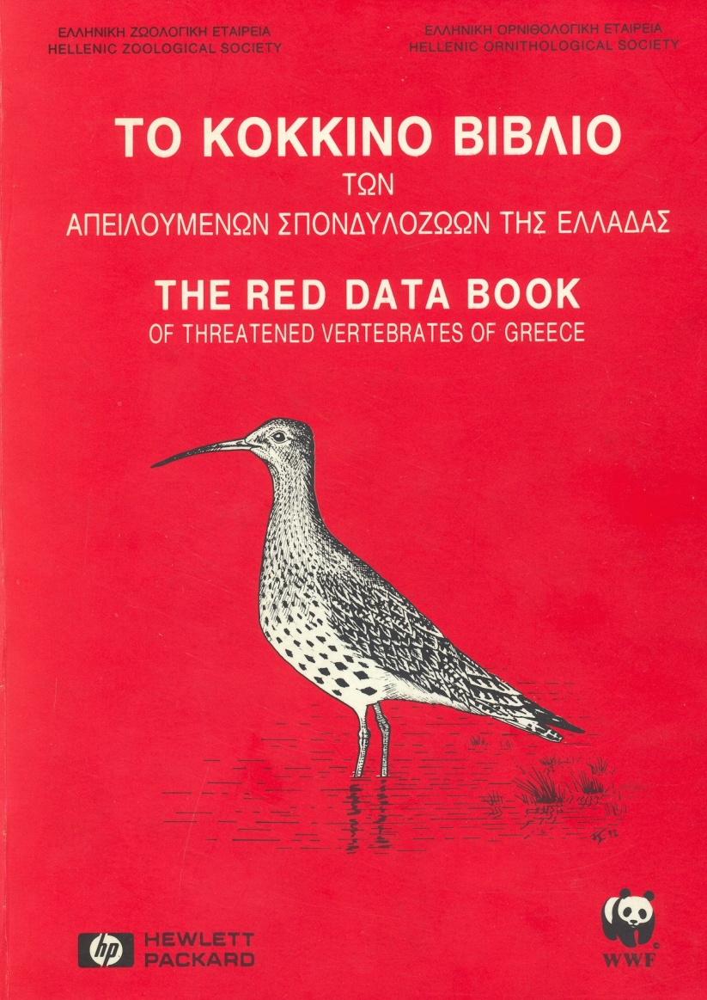 ΕΛΛΗΝΙΚΗ ΖΩΟΛΟΓΙΚΗ ΕΤΑΙΡΕΙΑ
HELLENIC ZOOLOGICAL SOCIETY
ΕΛΛΗΝΙΚΗ ΟΡΝΙΘΟΛΟΓΙΚΗ ΕΤΑΙΡΕΙΑ
HELLENIC ORNITHOLOGICAL SOCIETY
ΤΟ ΚΟΚΚΙΝΟ ΒΙΒΛΙΟ
ΤΩΝ
ΑΠΕΙΛΟΥΜΕΝΩΝ ΣΠΟΝΔΥΛΟΖΩΩΝ ΤΗΣ ΕΛΛΑΔΑΣ
THE RED DATA BOOK
OF THREATENED VERTEBRATES OF GREECE
hp HEWLETT
PACKARD
©
WWF